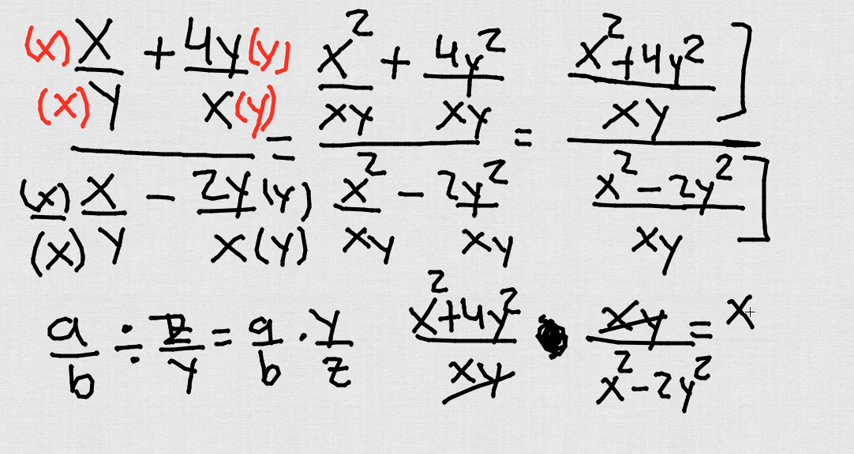 (x) x/y + 4y(y)/x(y) / (x) x/(x) y - 2y(y)/x(y) = x²/xy + 4y²/xy / x²/xy - 2y²/xy = x²+4y²/xy ] / x²-2y²/xy ]
a/b ÷ z/y = a/b · y/z
x²+4y²/xy • xy/x²-2y² = x